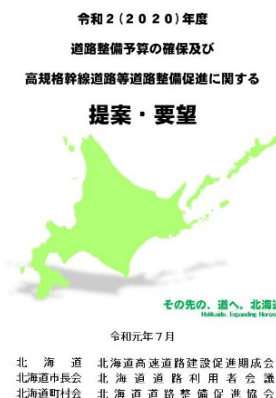 令和２(２０２０)年度
道路整備予算の確保及び
高規格幹線道路等道路整備促進に関する
提案・要望
その先の、道へ。北海道
Hokkaido. Expanding Horizo
令和元年７月
北　海　道　北海道高速道路建設促進期成会
北海道市長会　北海道道路利用者会議
北海道町村会　北海道道路整備促進協会